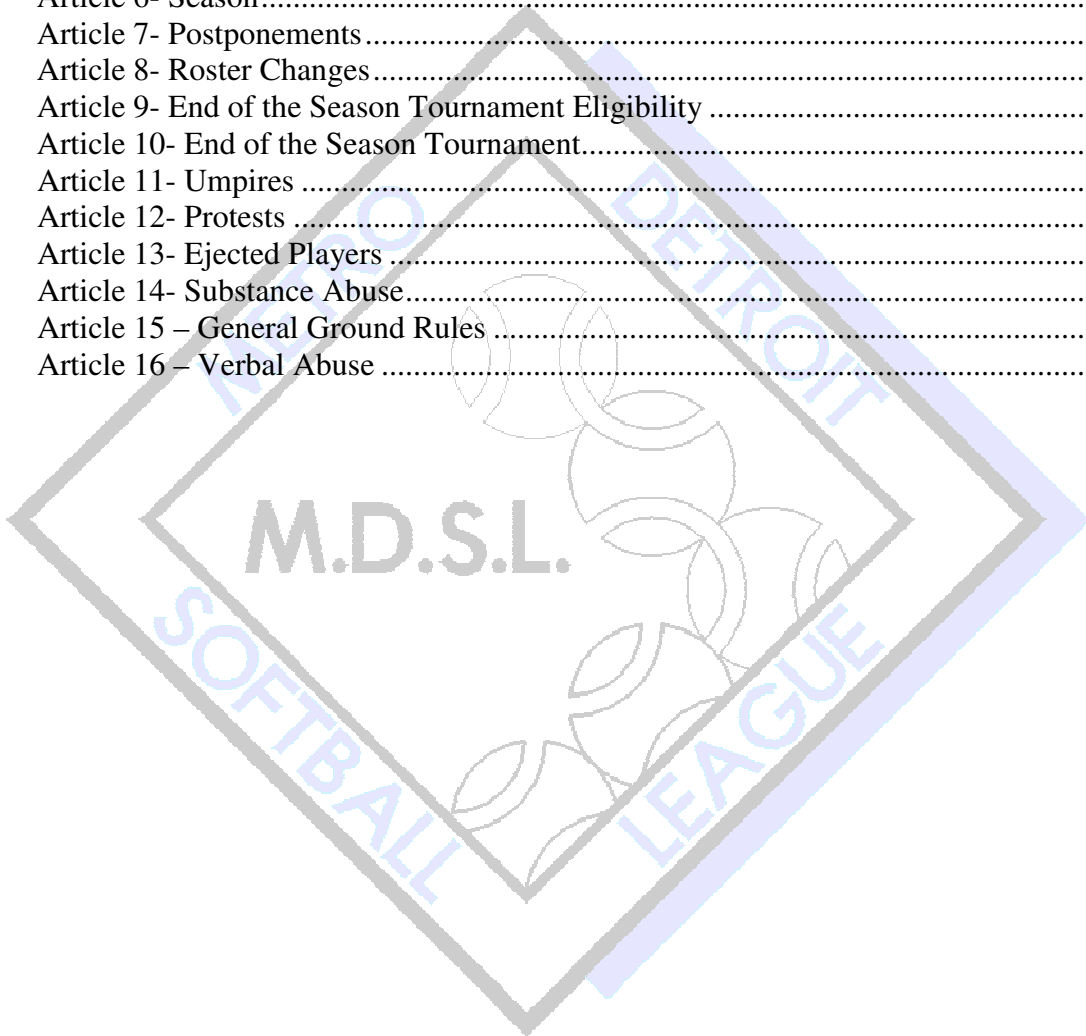 Article 6- Season........................................................................
Article 7- Postponements........................................................................
Article 8- Roster Changes........................................................................
Article 9- End of the Season Tournament Eligibility ........................................................................
Article 10- End of the Season Tournament........................................................................
Article 11- Umpires ........................................................................
Article 12- Protests ........................................................................
Article 13- Ejected Players ........................................................................
Article 14- Substance Abuse........................................................................
Article 15 – General Ground Rules ........................................................................
Article 16 – Verbal Abuse ........................................................................
METRO
DETROIT
M.D.S.L.
SOFTBALL
LEAGUE